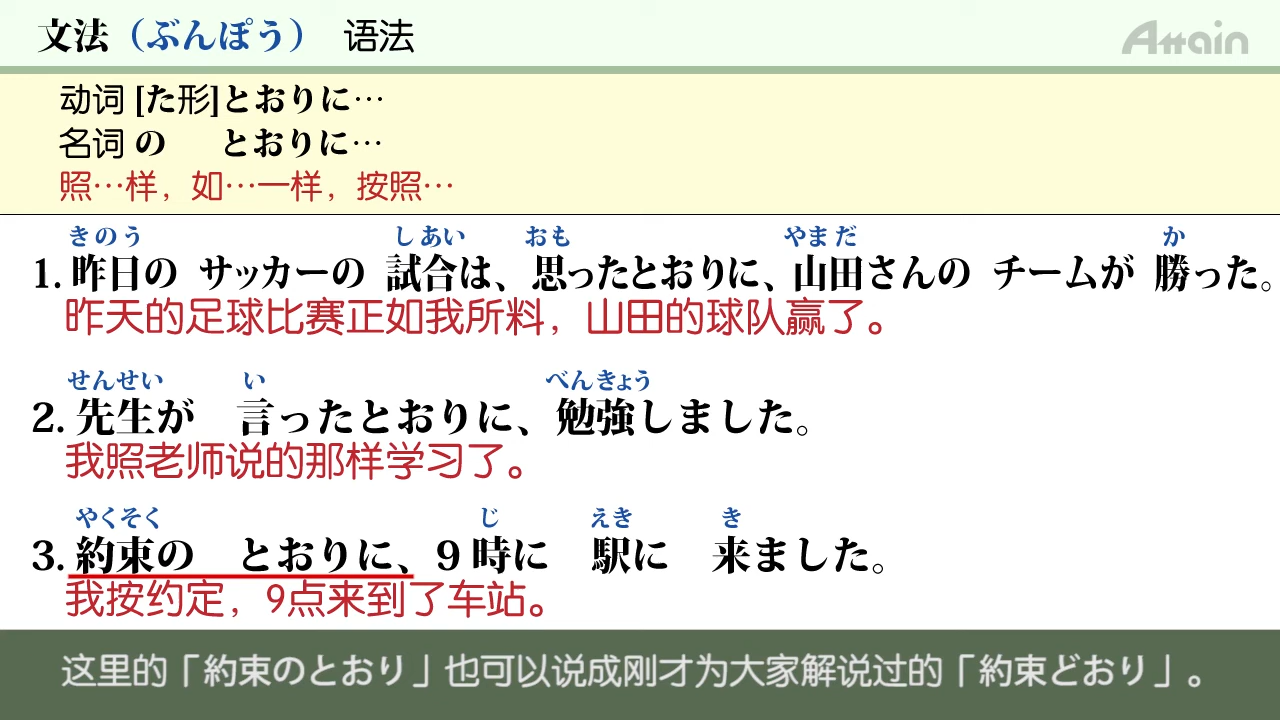 文法（ぶんぽう） 语法
Attain
动词 [た形]とおりに…
名词 の とおりに…
照…样，如…一样，按照…
きのう しあい おも やまだ か
1. 昨日の サッカーの 試合は、思ったとおりに、山田さんの チームが 勝った。
昨天的足球比赛正如我所料，山田的球队赢了。
せんせい い べんきょう
2. 先生が 言ったとおりに、勉強しました。
我照老师说的那样学习了。
やくそく じ えき き
3. 約束の とおりに、9時に 駅に 来ました。
我按约定，9点来到了车站。
这里的「約束のとおり」也可以说成刚才为大家解说过的「約束どおり」。